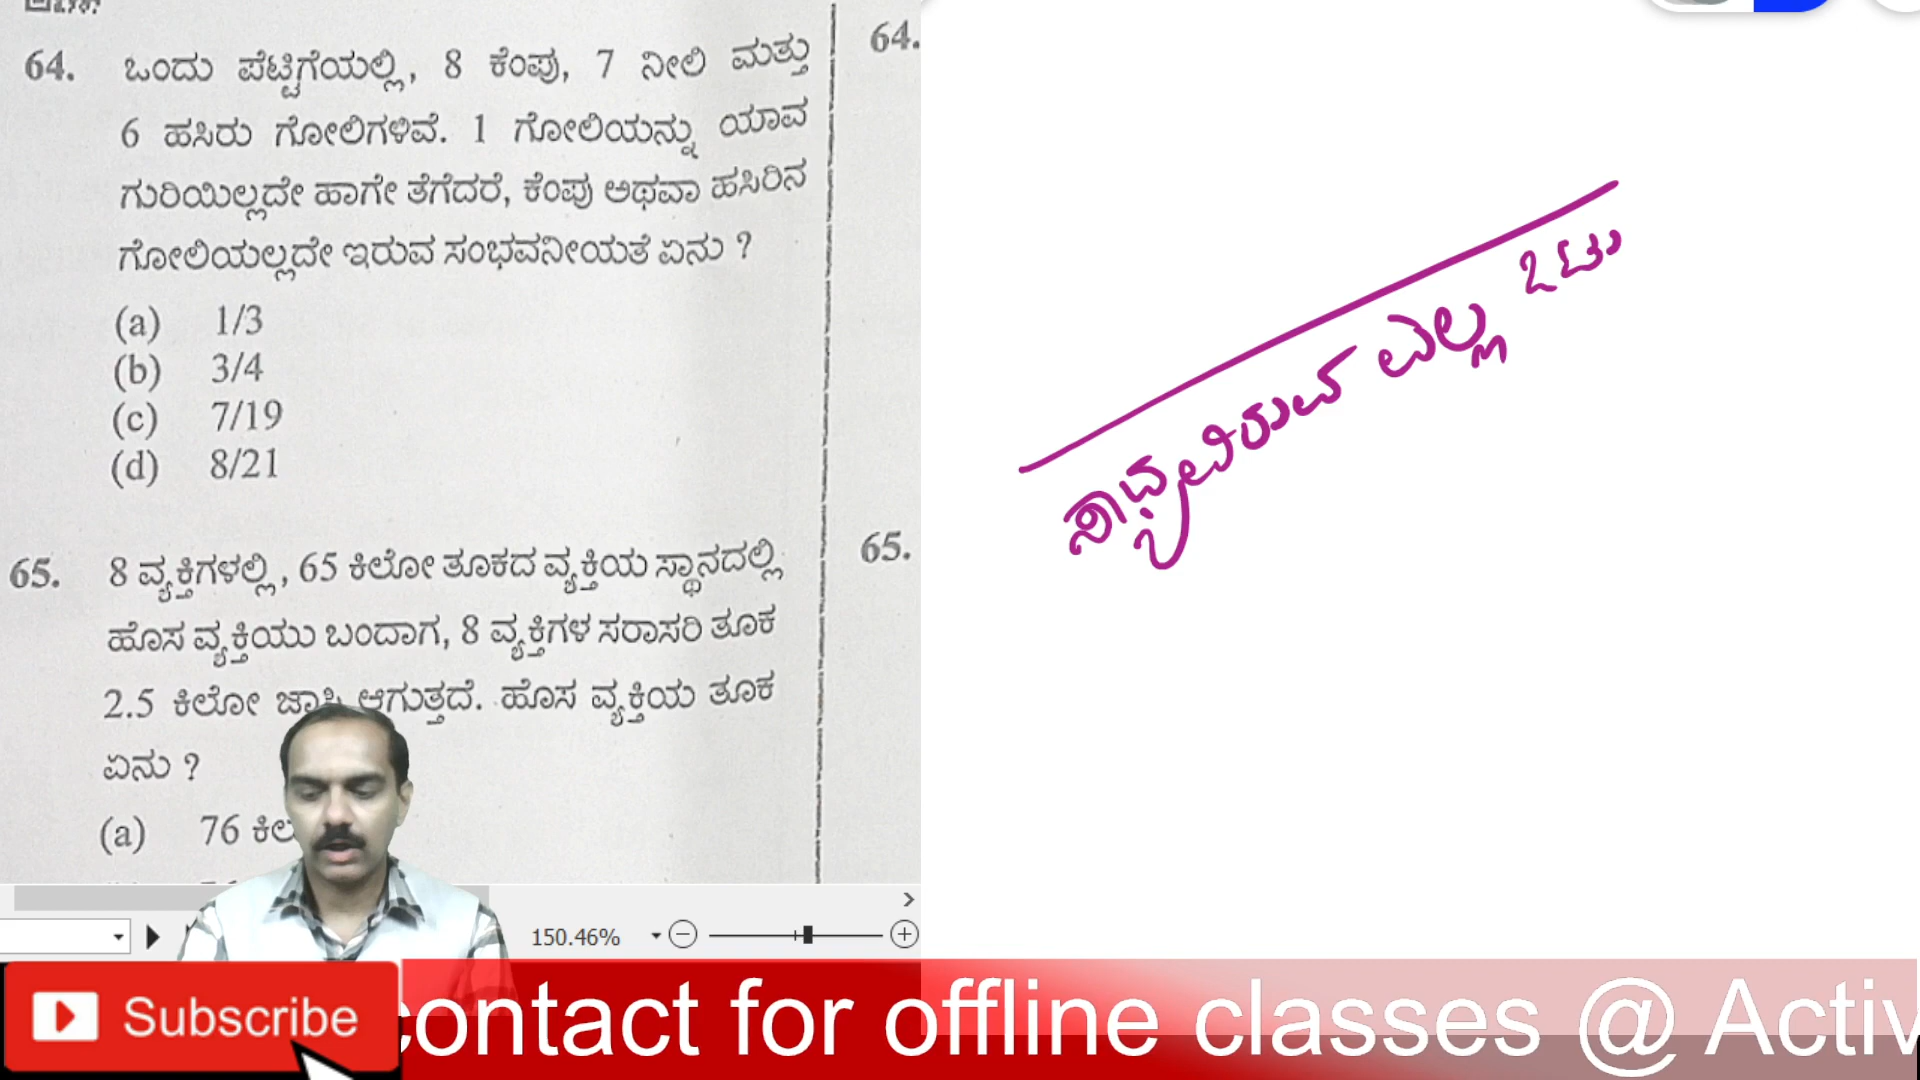 64. ಒಂದು ಪೆಟ್ಟಿಗೆಯಲ್ಲಿ, 8 ಕೆಂಪು, 7 ನೀಲಿ ಮತ್ತು
6 ಹಸಿರು ಗೋಲಿಗಳಿವೆ. 1 ಗೋಲಿಯನ್ನು ಯಾವ
ಗುರಿಯಿಲ್ಲದೇ ಹಾಗೇ ತೆಗೆದರೆ, ಕೆಂಪು ಅಥವಾ ಹಸಿರಿನ
ಗೋಲಿಯಲ್ಲದೇ ಇರುವ ಸಂಭವನೀಯತೆ ಏನು ?
(a) 1/3
(b) 3/4
(c) 7/19
(d) 8/21
65. 8 ವ್ಯಕ್ತಿಗಳಲ್ಲಿ, 65 ಕಿಲೋ ತೂಕದ ವ್ಯಕ್ತಿಯ ಸ್ಥಾನದಲ್ಲಿ
ಹೊಸ ವ್ಯಕ್ತಿಯು ಬಂದಾಗ, 8 ವ್ಯಕ್ತಿಗಳ ಸರಾಸರಿ ತೂಕ
2.5 ಕಿಲೋ ಜಾಸ್ತಿ ಆಗುತ್ತದೆ. ಹೊಸ ವ್ಯಕ್ತಿಯ ತೂಕ
ಏನು ?
(a) 76
64.
65.
ಸಾಧ್ಯವಿರುವ ಎಲ್ಲ
150.46%
Subscribe
contact for offline classes @ Activ